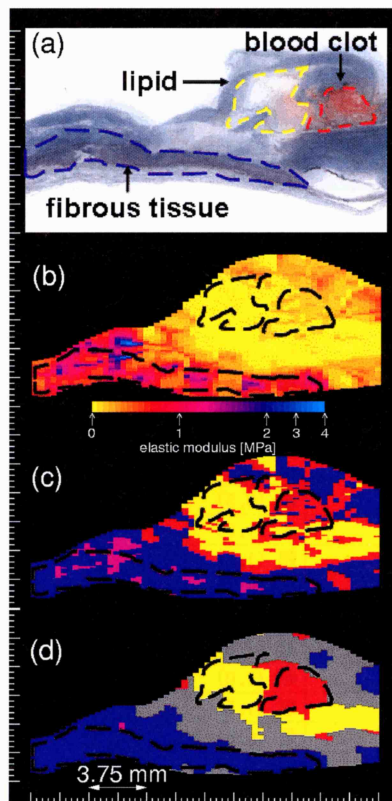 (a)
blood clot
lipid
fibrous tissue
(b)
0 1 2 3 4
elastic modulus [MPa]
(c)
(d)
3.75 mm